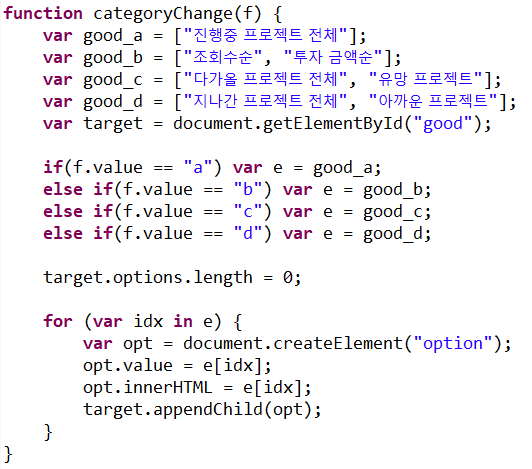 function categoryChange(f) {
    var good_a = ["진행중 프로젝트 전체"];
    var good_b = ["조회수순", "투자 금액순"];
    var good_c = ["다가올 프로젝트 전체", "유망 프로젝트"];
    var good_d = ["지나간 프로젝트 전체", "아까운 프로젝트"];
    var target = document.getElementById("good");

    if(f.value == "a") var e = good_a;
    else if(f.value == "b") var e = good_b;
    else if(f.value == "c") var e = good_c;
    else if(f.value == "d") var e = good_d;

    target.options.length = 0;

    for (var idx in e) {
        var opt = document.createElement("option");
        opt.value = e[idx];
        opt.innerHTML = e[idx];
        target.appendChild(opt);
    }
}